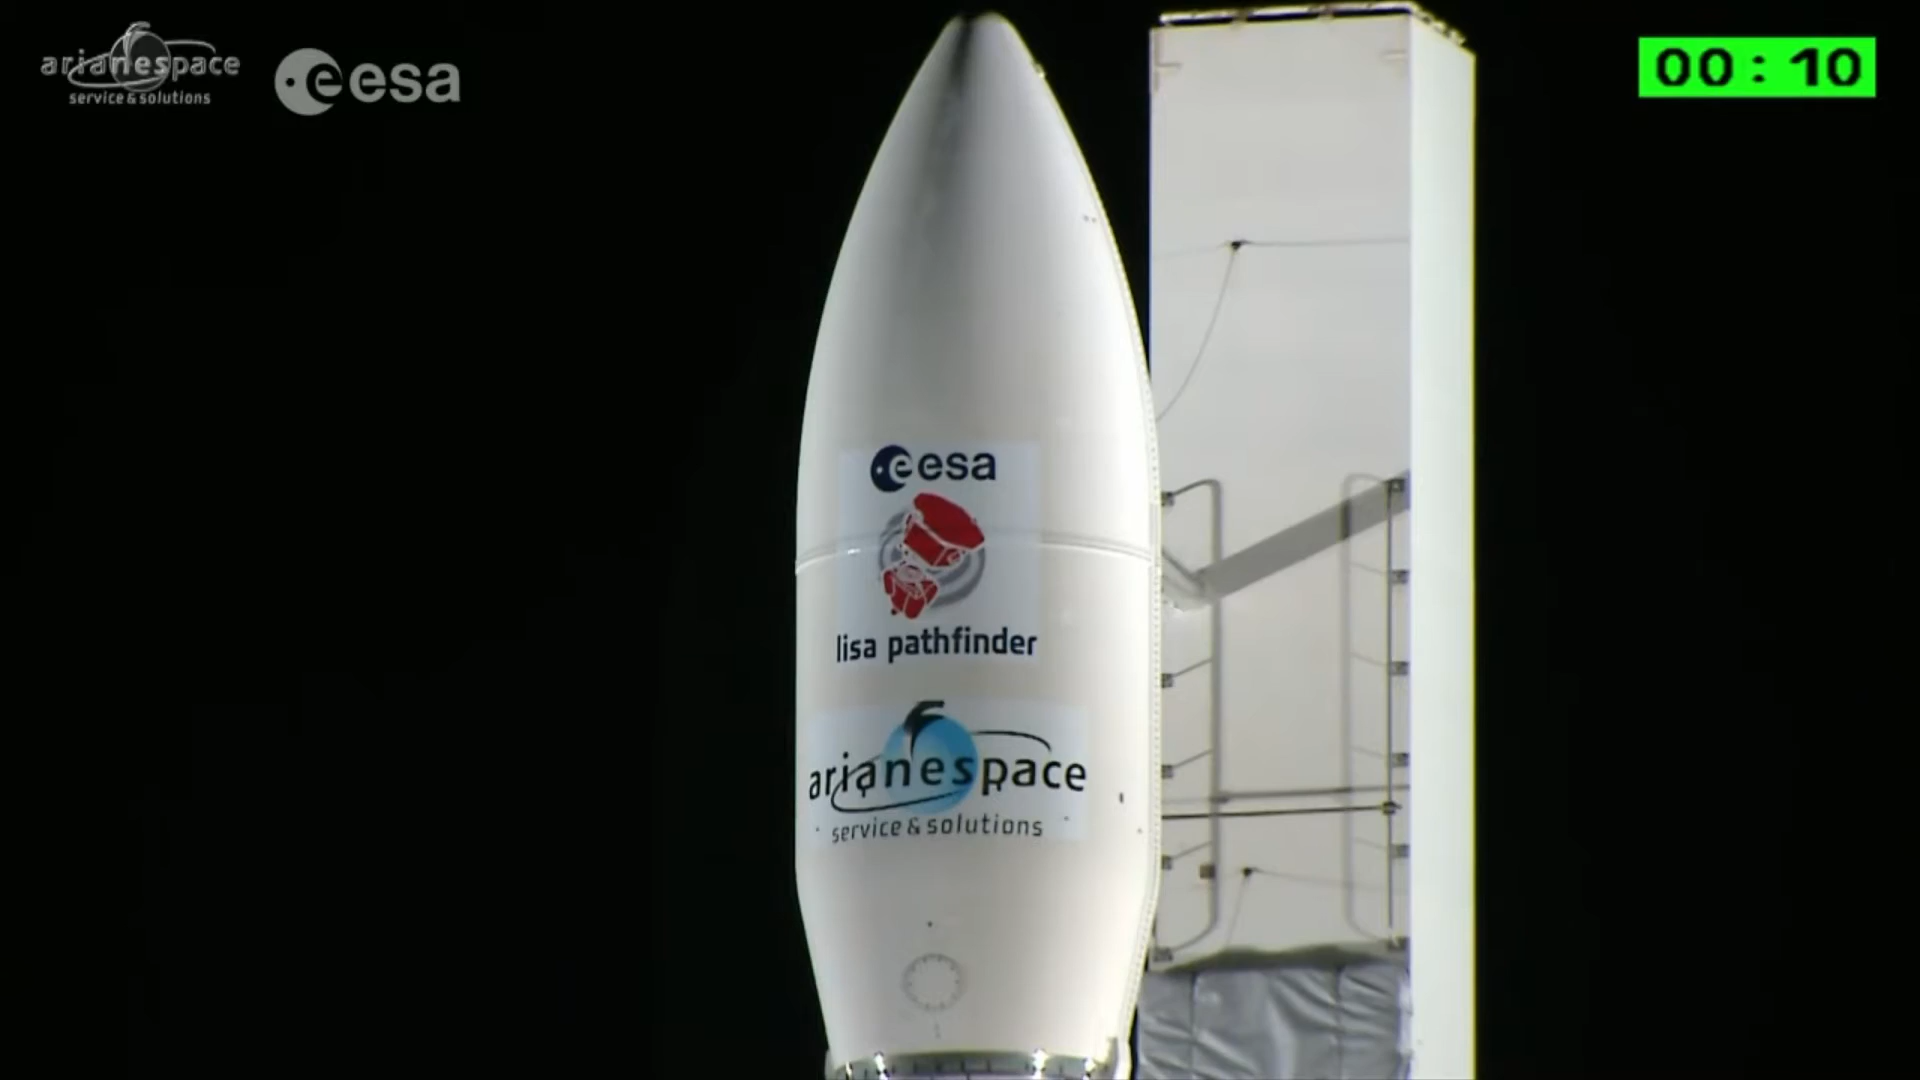 arianespace
service & solutions
esa
00:10
esa
lisa pathfinder
arianespace
service & solutions